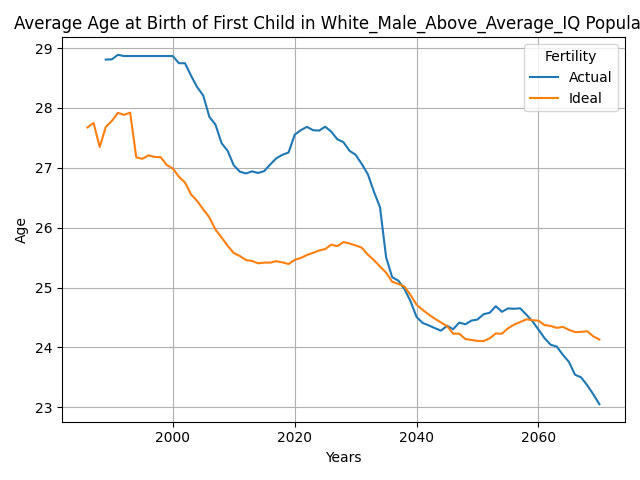 Average Age at Birth of First Child in White_Male_Above_Average_IQ Popula
Fertility
Actual
Ideal
Age
29
28
27
26
25
24
23
2000 2020 2040 2060
Years